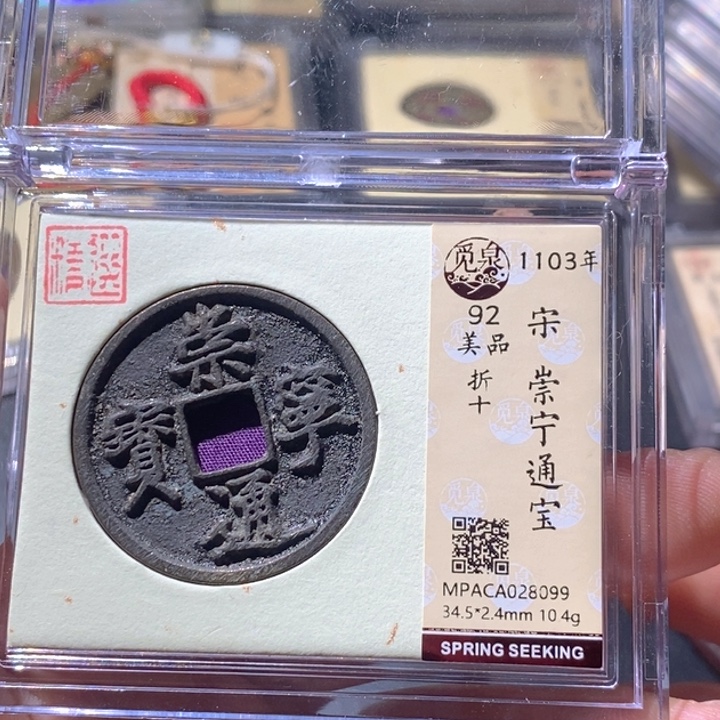 崇寧通寶
覓泉
1103年
92
美品
折十
宋 崇宁通宝
MPACA028099
34.5*2.4mm 10.4g
SPRING SEEKING